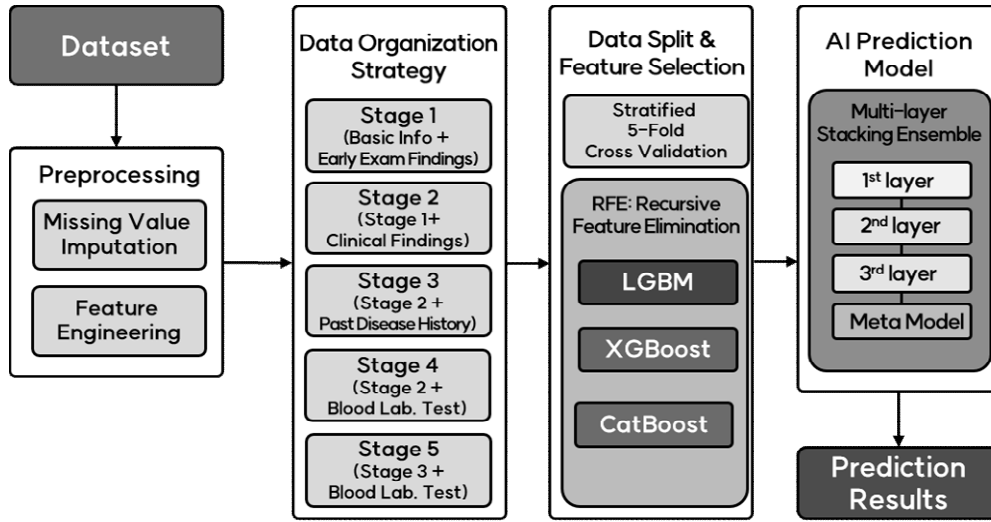 Dataset
Preprocessing
Missing Value
Imputation
Feature
Engineering
Data Organization
Strategy
Stage 1
(Basic Info +
Early Exam Findings)
Stage 2
(Stage 1+
Clinical Findings)
Stage 3
(Stage 2 +
Past Disease History)
Stage 4
(Stage 2 +
Blood Lab. Test)
Stage 5
(Stage 3 +
Blood Lab. Test)
Data Split &
Feature Selection
Stratified
5-Fold
Cross Validation
RFE: Recursive
Feature Elimination
LGBM
XGBoost
CatBoost
AI Prediction
Model
Multi-layer
Stacking Ensemble
1st layer
2nd layer
3rd layer
Meta Model
Prediction
Results